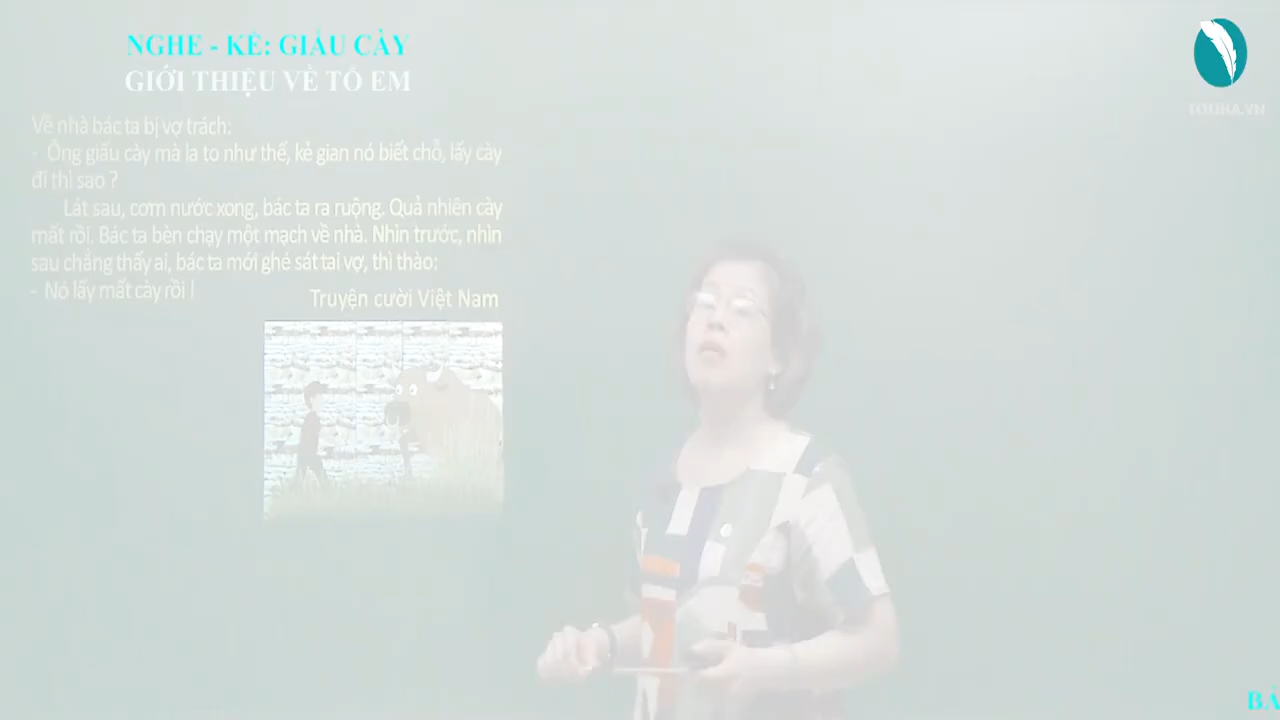 NGHE - KỂ: GIẤU CÀY
GIỚI THIỆU VỀ TỔ EM
TOLIHA.VN
Về nhà bác ta bị vợ trách:
- Ông giấu cày mà la to như thế, kẻ gian nó biết chỗ, lấy cày
đi thì sao ?
Lát sau, cơm nước xong, bác ta ra ruộng. Quả nhiên cày
mất rồi. Bác ta bèn chạy một mạch về nhà. Nhìn trước, nhìn
sau chẳng thấy ai, bác ta mới ghé sát tai vợ, thì thào:
- Nó lấy mất cày rồi !
Truyện cười Việt Nam